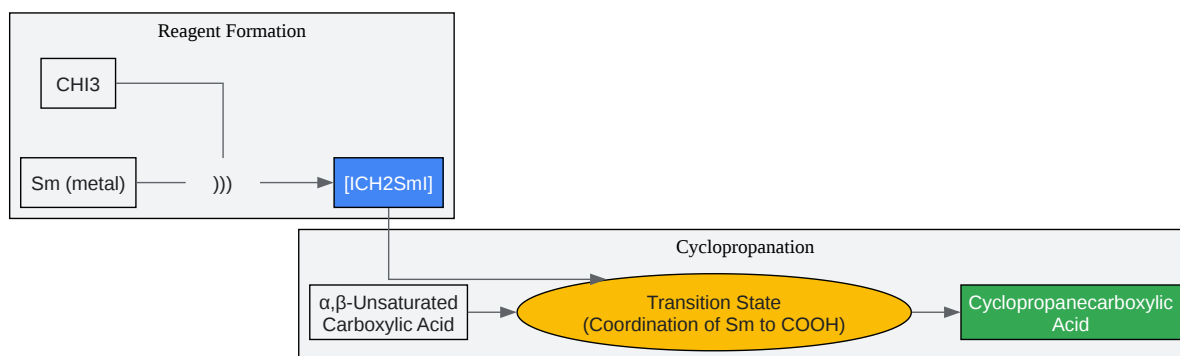 Reagent Formation
CHI3
Sm (metal)
)))
[ICH2SmI]
Cyclopropanation
α,β-Unsaturated
Carboxylic Acid
Transition State
(Coordination of Sm to COOH)
Cyclopropanecarboxylic
Acid